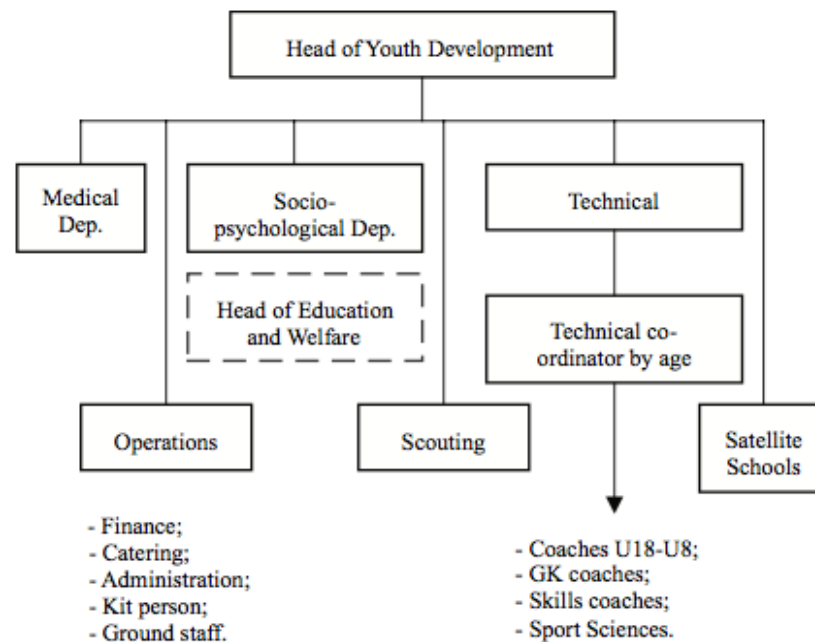 Head of Youth Development
Medical
Dep.
Socio-
psychological Dep.
Technical
Head of Education
and Welfare
Technical co-
ordinator by age
Operations
Scouting
Satellite
Schools
- Finance;
- Catering;
- Administration;
- Kit person;
- Ground staff.
- Coaches U18-U8;
- GK coaches;
- Skills coaches;
- Sport Sciences.